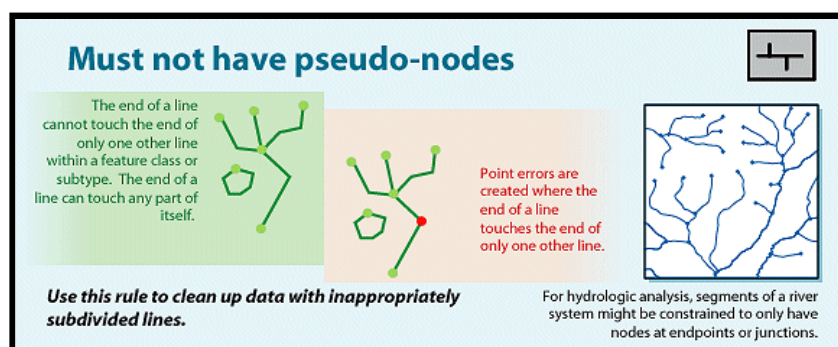 Must not have pseudo-nodes
The end of a line
cannot touch the end of
only one other line
within a feature class or
subtype. The end of a
line can touch any part of
itself.
Point errors are
created where the
end of a line
touches the end of
only one other line.
Use this rule to clean up data with inappropriately
subdivided lines.
For hydrologic analysis, segments of a river
system might be constrained to only have
nodes at endpoints or junctions.